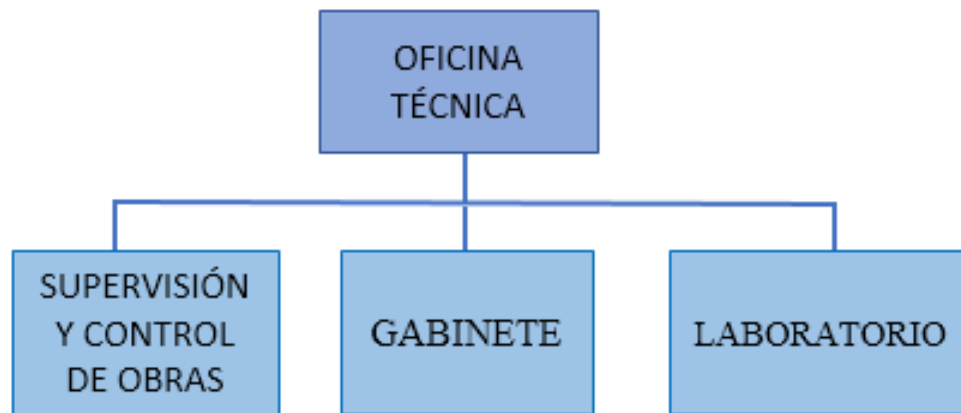 OFICINA
TÉCNICA
SUPERVISIÓN
Y CONTROL
DE OBRAS
GABINETE
LABORATORIO